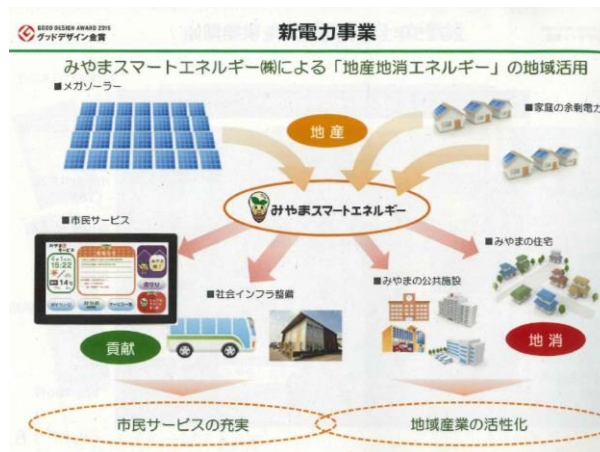 GOOD DESIGN AWARD 2015
グッドデザイン金賞
新電力事業
みやまスマートエネルギー㈱による「地産地消エネルギー」の地域活用
■メガソーラー
地産
■家庭の余剰電力
みやまスマートエネルギー
■市民サービス
15:22
14
■社会インフラ整備
■みやまの公共施設
■みやまの住宅
貢献
地消
市民サービスの充実
地域産業の活性化